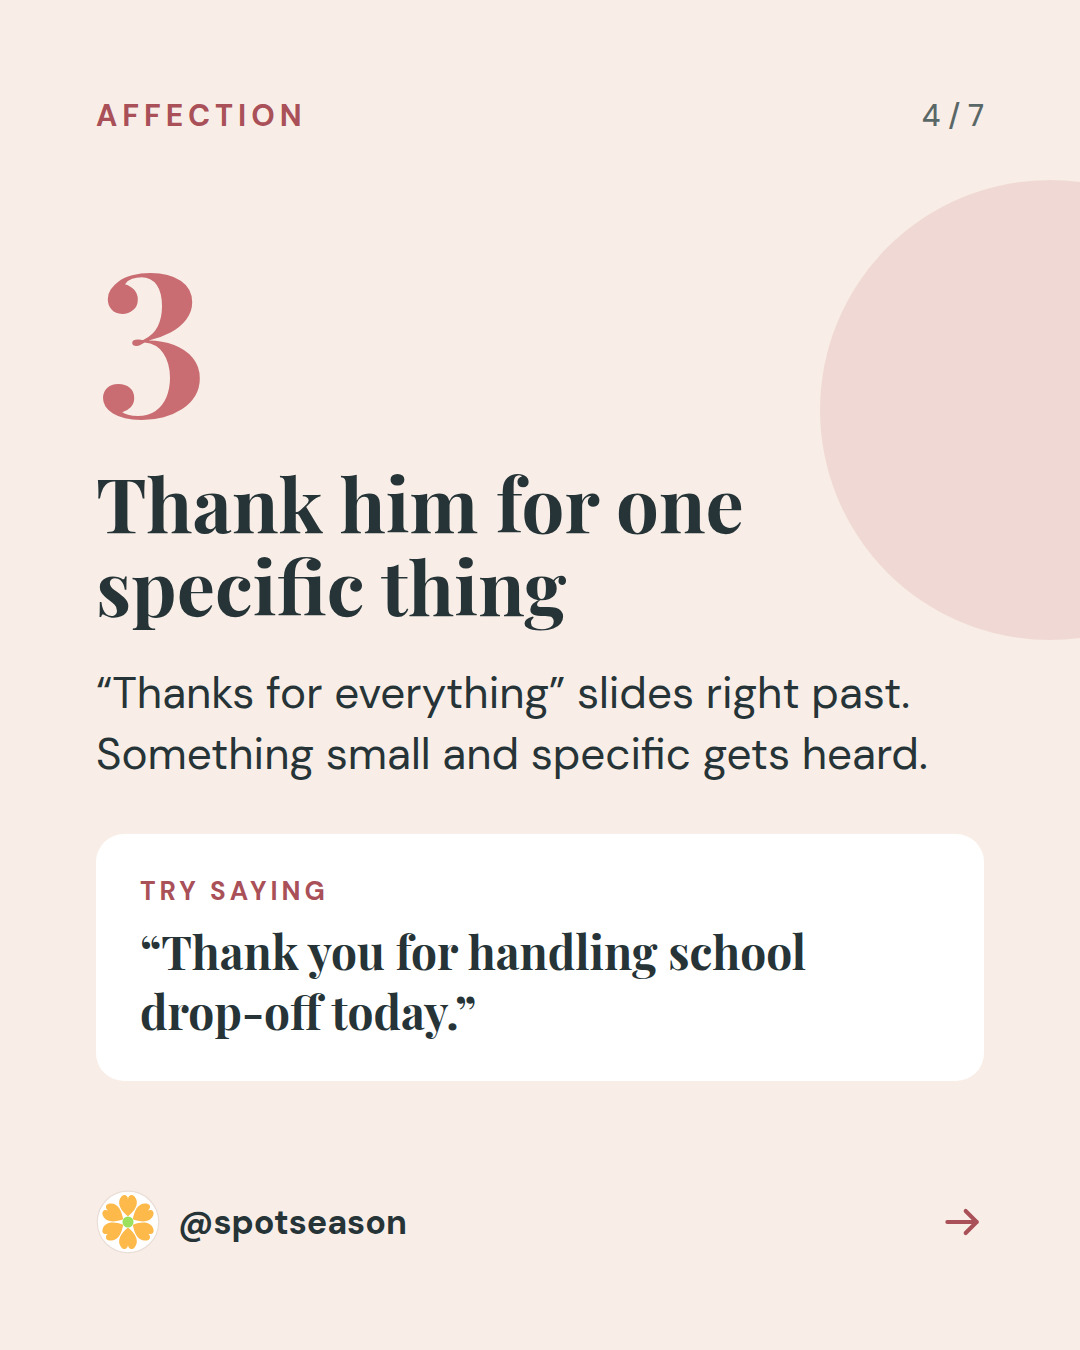 AFFECTION
4 / 7
3
Thank him for one
specific thing
“Thanks for everything” slides right past.
Something small and specific gets heard.
TRY SAYING
“Thank you for handling school
drop-off today.”
@spotseason